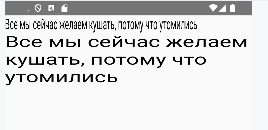 Все мы сейчас желаем кушать, потому что утомились
Все мы сейчас желаем
кушать, потому что
утомились